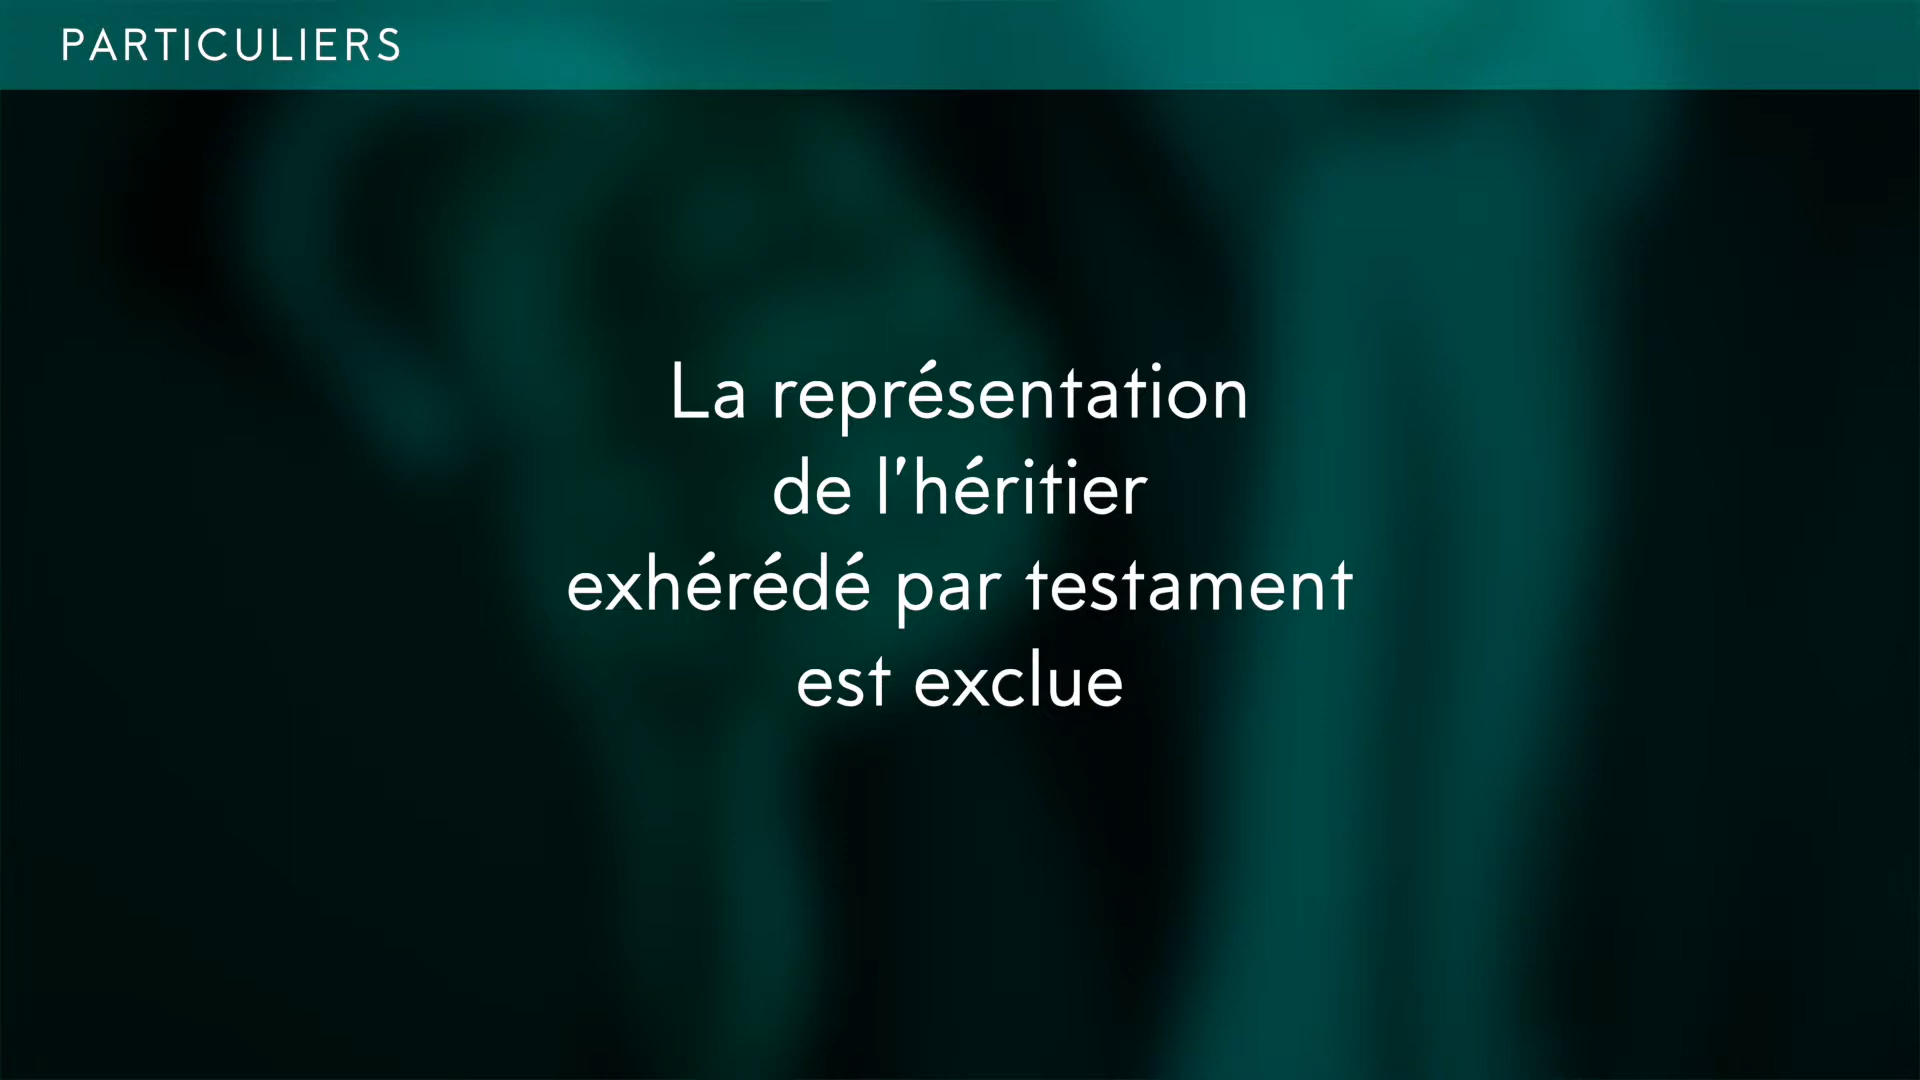 PARTICULIERS
La représentation
de l'héritier
exhérédé par testament
est exclue